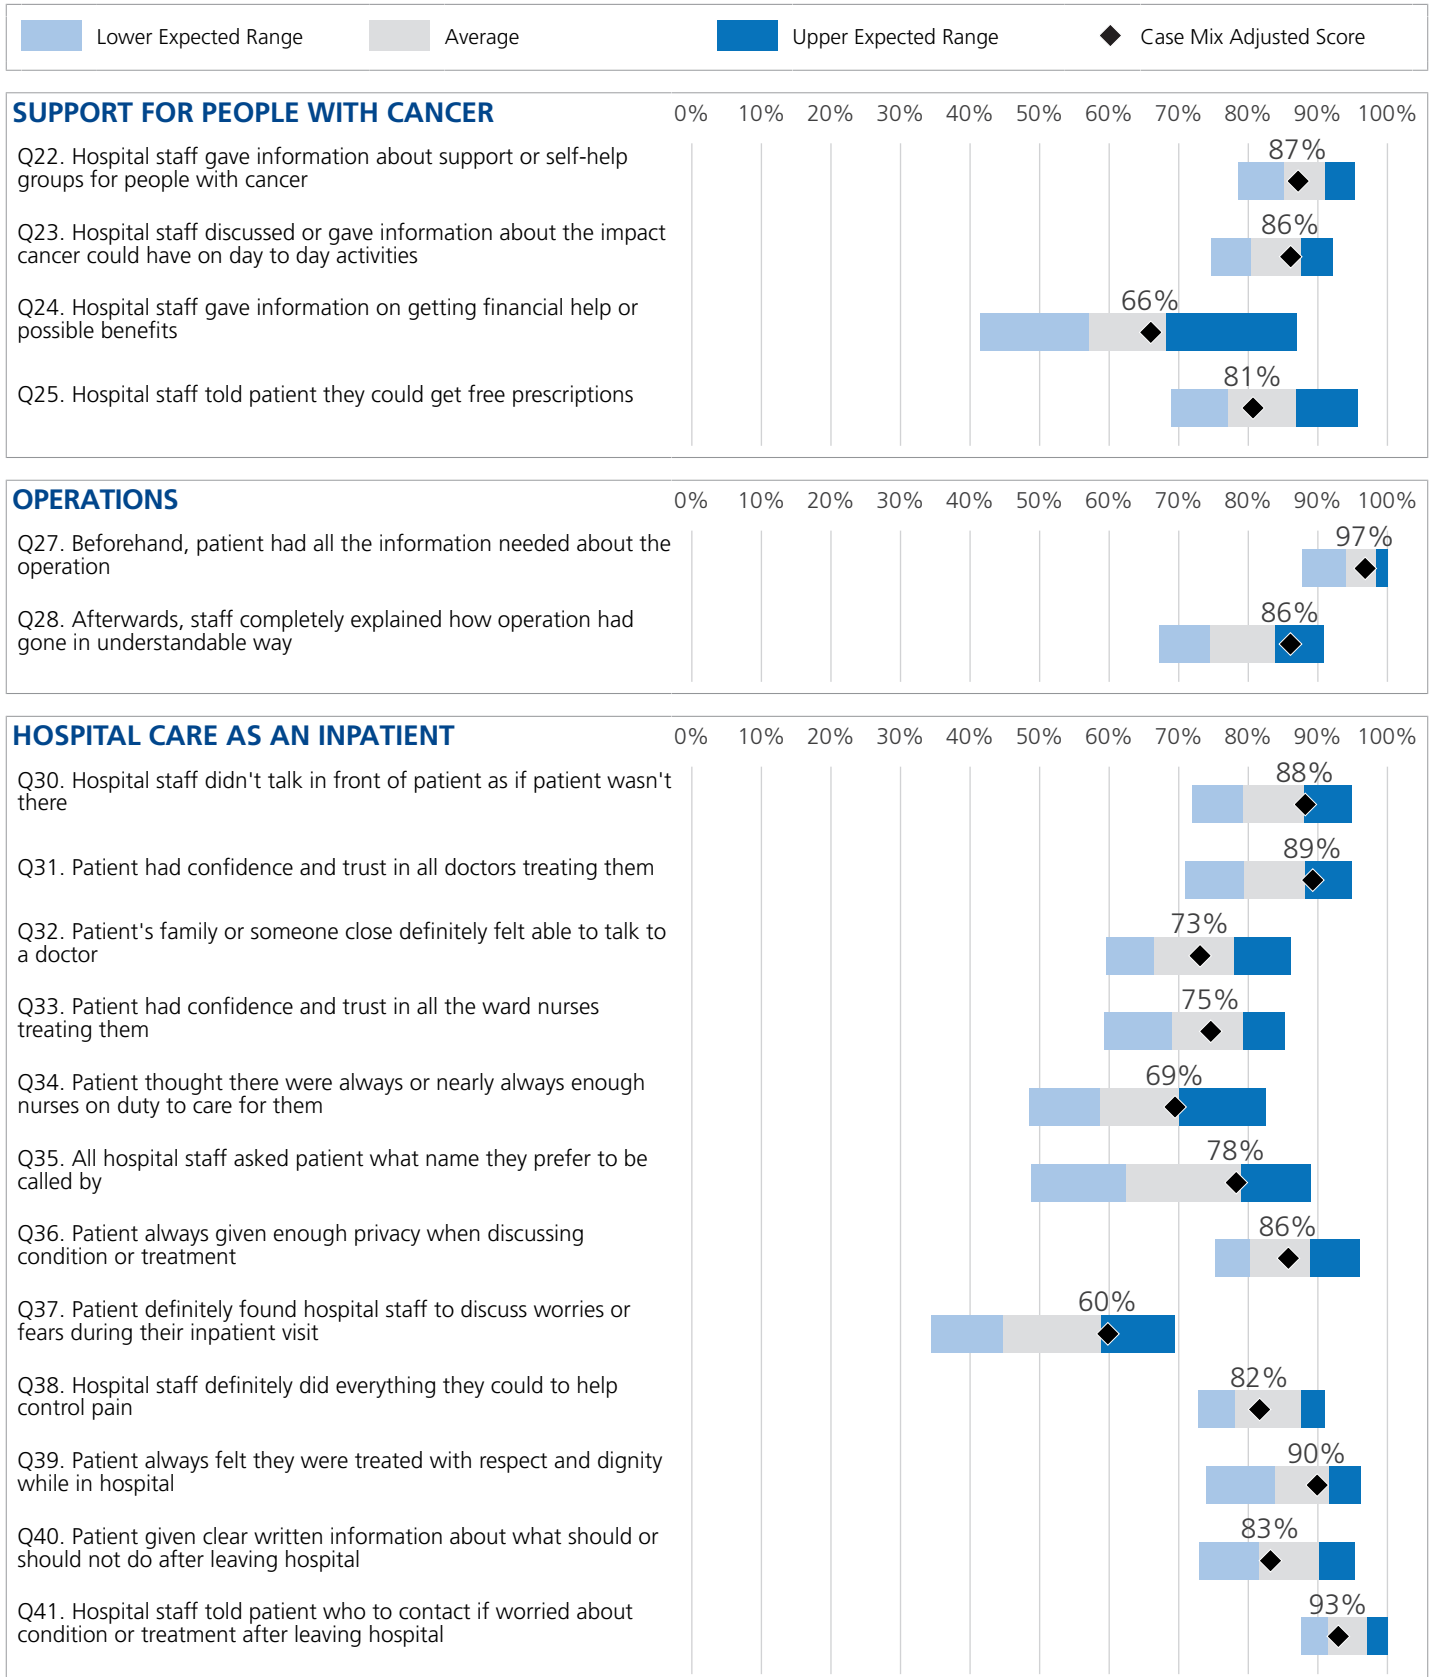 Lower Expected Range Average Upper Expected Range Case Mix Adjusted Score
SUPPORT FOR PEOPLE WITH CANCER 0% 10% 20% 30% 40% 50% 60% 70% 80% 90% 100%
87%
Q22. Hospital staff gave information about support or self-help
groups for people with cancer
86%
Q23. Hospital staff discussed or gave information about the impact
cancer could have on day to day activities
66%
Q24. Hospital staff gave information on getting financial help or
possible benefits
81%
Q25. Hospital staff told patient they could get free prescriptions
OPERATIONS 0% 10% 20% 30% 40% 50% 60% 70% 80% 90% 100%
97%
Q27. Beforehand, patient had all the information needed about the
operation
86%
Q28. Afterwards, staff completely explained how operation had
gone in understandable way
HOSPITAL CARE AS AN INPATIENT 0% 10% 20% 30% 40% 50% 60% 70% 80% 90% 100%
88%
Q30. Hospital staff didn't talk in front of patient as if patient wasn't
there
89%
Q31. Patient had confidence and trust in all doctors treating them
73%
Q32. Patient's family or someone close definitely felt able to talk to
a doctor
75%
Q33. Patient had confidence and trust in all the ward nurses
treating them
69%
Q34. Patient thought there were always or nearly always enough
nurses on duty to care for them
78%
Q35. All hospital staff asked patient what name they prefer to be
called by
86%
Q36. Patient always given enough privacy when discussing
condition or treatment
60%
Q37. Patient definitely found hospital staff to discuss worries or
fears during their inpatient visit
82%
Q38. Hospital staff definitely did everything they could to help
control pain
90%
Q39. Patient always felt they were treated with respect and dignity
while in hospital
83%
Q40. Patient given clear written information about what should or
should not do after leaving hospital
93%
Q41. Hospital staff told patient who to contact if worried about
condition or treatment after leaving hospital